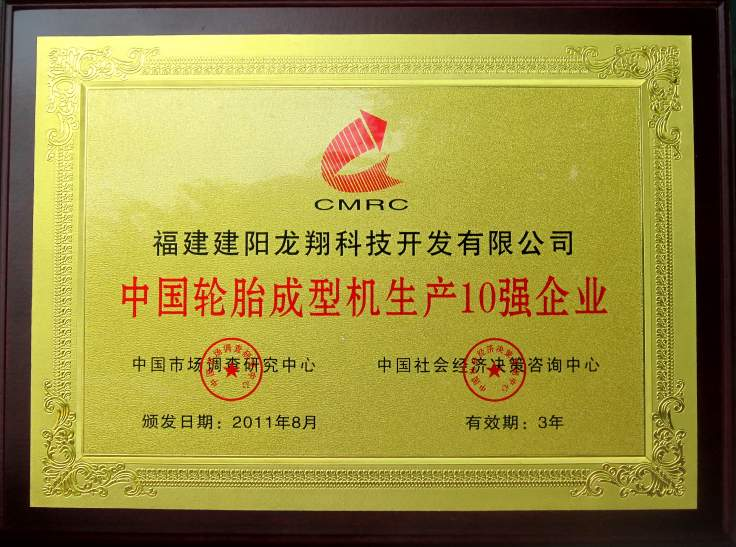 CMRC
福建建阳龙翔科技开发有限公司
中国轮胎成型机生产10强企业
中国市场调查研究中心 中国社会经济决策咨询中心
颁发日期：2011年8月 有效期：3年